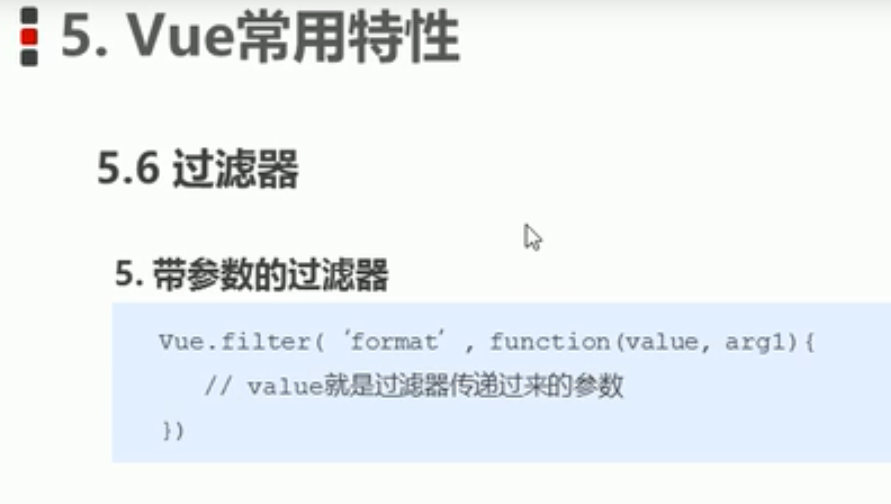 5. Vue常用特性
5.6 过滤器
5. 带参数的过滤器
Vue.filter( ‘format’ , function(value, arg1){
// value就是过滤器传递过来的参数
})